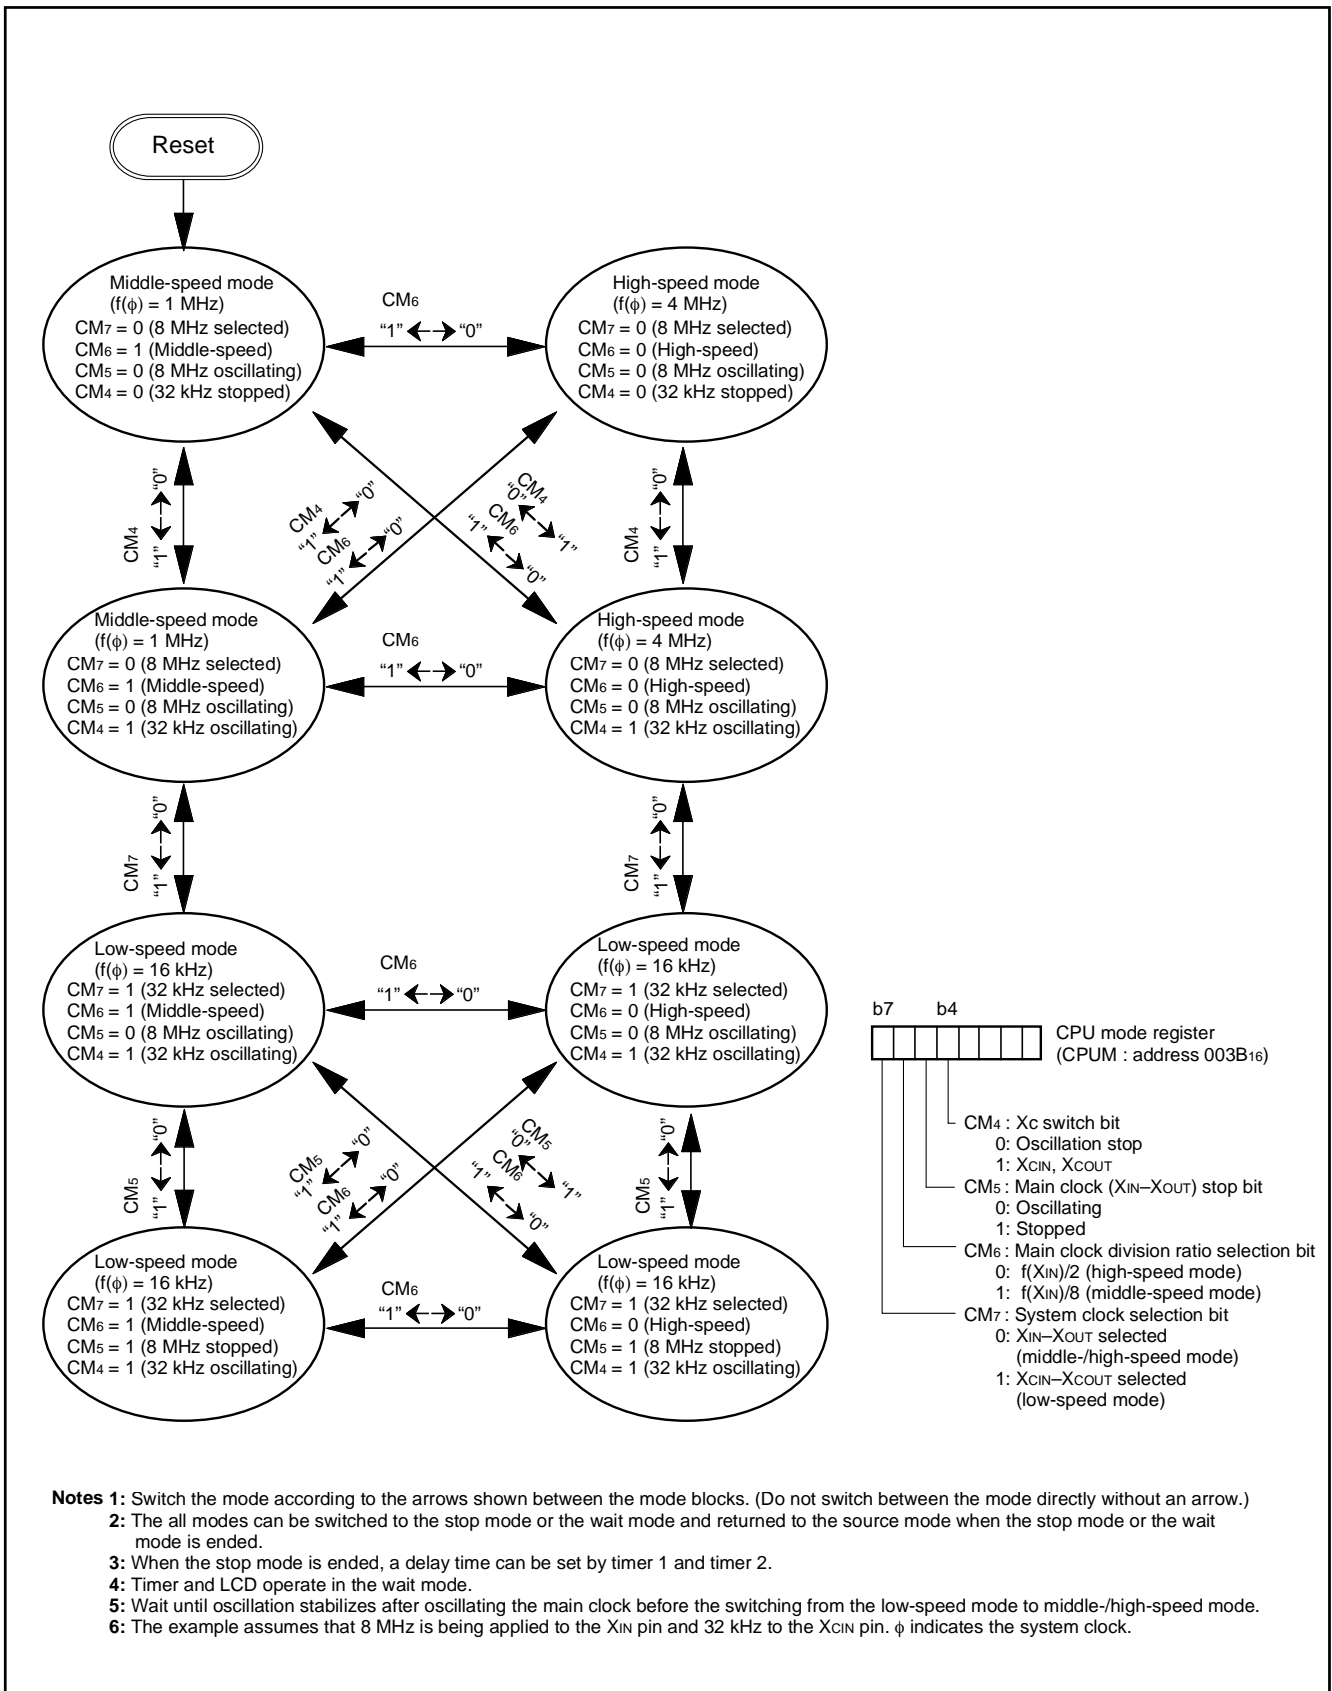 Reset
Middle-speed mode
(f(ϕ) = 1 MHz)
CM7 = 0 (8 MHz selected)
CM6 = 1 (Middle-speed)
CM5 = 0 (8 MHz oscillating)
CM4 = 0 (32 kHz stopped)
CM6
“1” “0”
High-speed mode
(f(ϕ) = 4 MHz)
CM7 = 0 (8 MHz selected)
CM6 = 0 (High-speed)
CM5 = 0 (8 MHz oscillating)
CM4 = 0 (32 kHz stopped)
CM4
“1” “0”
CM4
“1” “0”
CM6
“1” “0”
CM4
“0” “1”
CM6
“1” “0”
CM4
“1” “0”
Middle-speed mode
(f(ϕ) = 1 MHz)
CM7 = 0 (8 MHz selected)
CM6 = 1 (Middle-speed)
CM5 = 0 (8 MHz oscillating)
CM4 = 1 (32 kHz oscillating)
CM6
“1” “0”
High-speed mode
(f(ϕ) = 4 MHz)
CM7 = 0 (8 MHz selected)
CM6 = 0 (High-speed)
CM5 = 0 (8 MHz oscillating)
CM4 = 1 (32 kHz oscillating)
CM7
“1” “0”
CM7
“1” “0”
Low-speed mode
(f(ϕ) = 16 kHz)
CM7 = 1 (32 kHz selected)
CM6 = 1 (Middle-speed)
CM5 = 0 (8 MHz oscillating)
CM4 = 1 (32 kHz oscillating)
CM6
“1” “0”
Low-speed mode
(f(ϕ) = 16 kHz)
CM7 = 1 (32 kHz selected)
CM6 = 0 (High-speed)
CM5 = 0 (8 MHz oscillating)
CM4 = 1 (32 kHz oscillating)
CM5
“1” “0”
CM5
“1” “0”
CM6
“1” “0”
CM5
“0” “1”
CM6
“1” “0”
CM5
“1” “0”
Low-speed mode
(f(ϕ) = 16 kHz)
CM7 = 1 (32 kHz selected)
CM6 = 1 (Middle-speed)
CM5 = 1 (8 MHz stopped)
CM4 = 1 (32 kHz oscillating)
CM6
“1” “0”
Low-speed mode
(f(ϕ) = 16 kHz)
CM7 = 1 (32 kHz selected)
CM6 = 0 (High-speed)
CM5 = 1 (8 MHz stopped)
CM4 = 1 (32 kHz oscillating)
b7 b4
CPU mode register
(CPUM : address 003B16)
CM4 : Xc switch bit
0: Oscillation stop
1: XCIN, XCOUT
CM5 : Main clock (XIN–XOUT) stop bit
0: Oscillating
1: Stopped
CM6 : Main clock division ratio selection bit
0: f(XIN)/2 (high-speed mode)
1: f(XIN)/8 (middle-speed mode)
CM7 : System clock selection bit
0: XIN–XOUT selected
(middle-/high-speed mode)
1: XCIN–XCOUT selected
(low-speed mode)
Notes 1: Switch the mode according to the arrows shown between the mode blocks. (Do not switch between the mode directly without an arrow.)
2: The all modes can be switched to the stop mode or the wait mode and returned to the source mode when the stop mode or the wait
mode is ended.
3: When the stop mode is ended, a delay time can be set by timer 1 and timer 2.
4: Timer and LCD operate in the wait mode.
5: Wait until oscillation stabilizes after oscillating the main clock before the switching from the low-speed mode to middle-/high-speed mode.
6: The example assumes that 8 MHz is being applied to the XIN pin and 32 kHz to the XCIN pin. ϕ indicates the system clock.